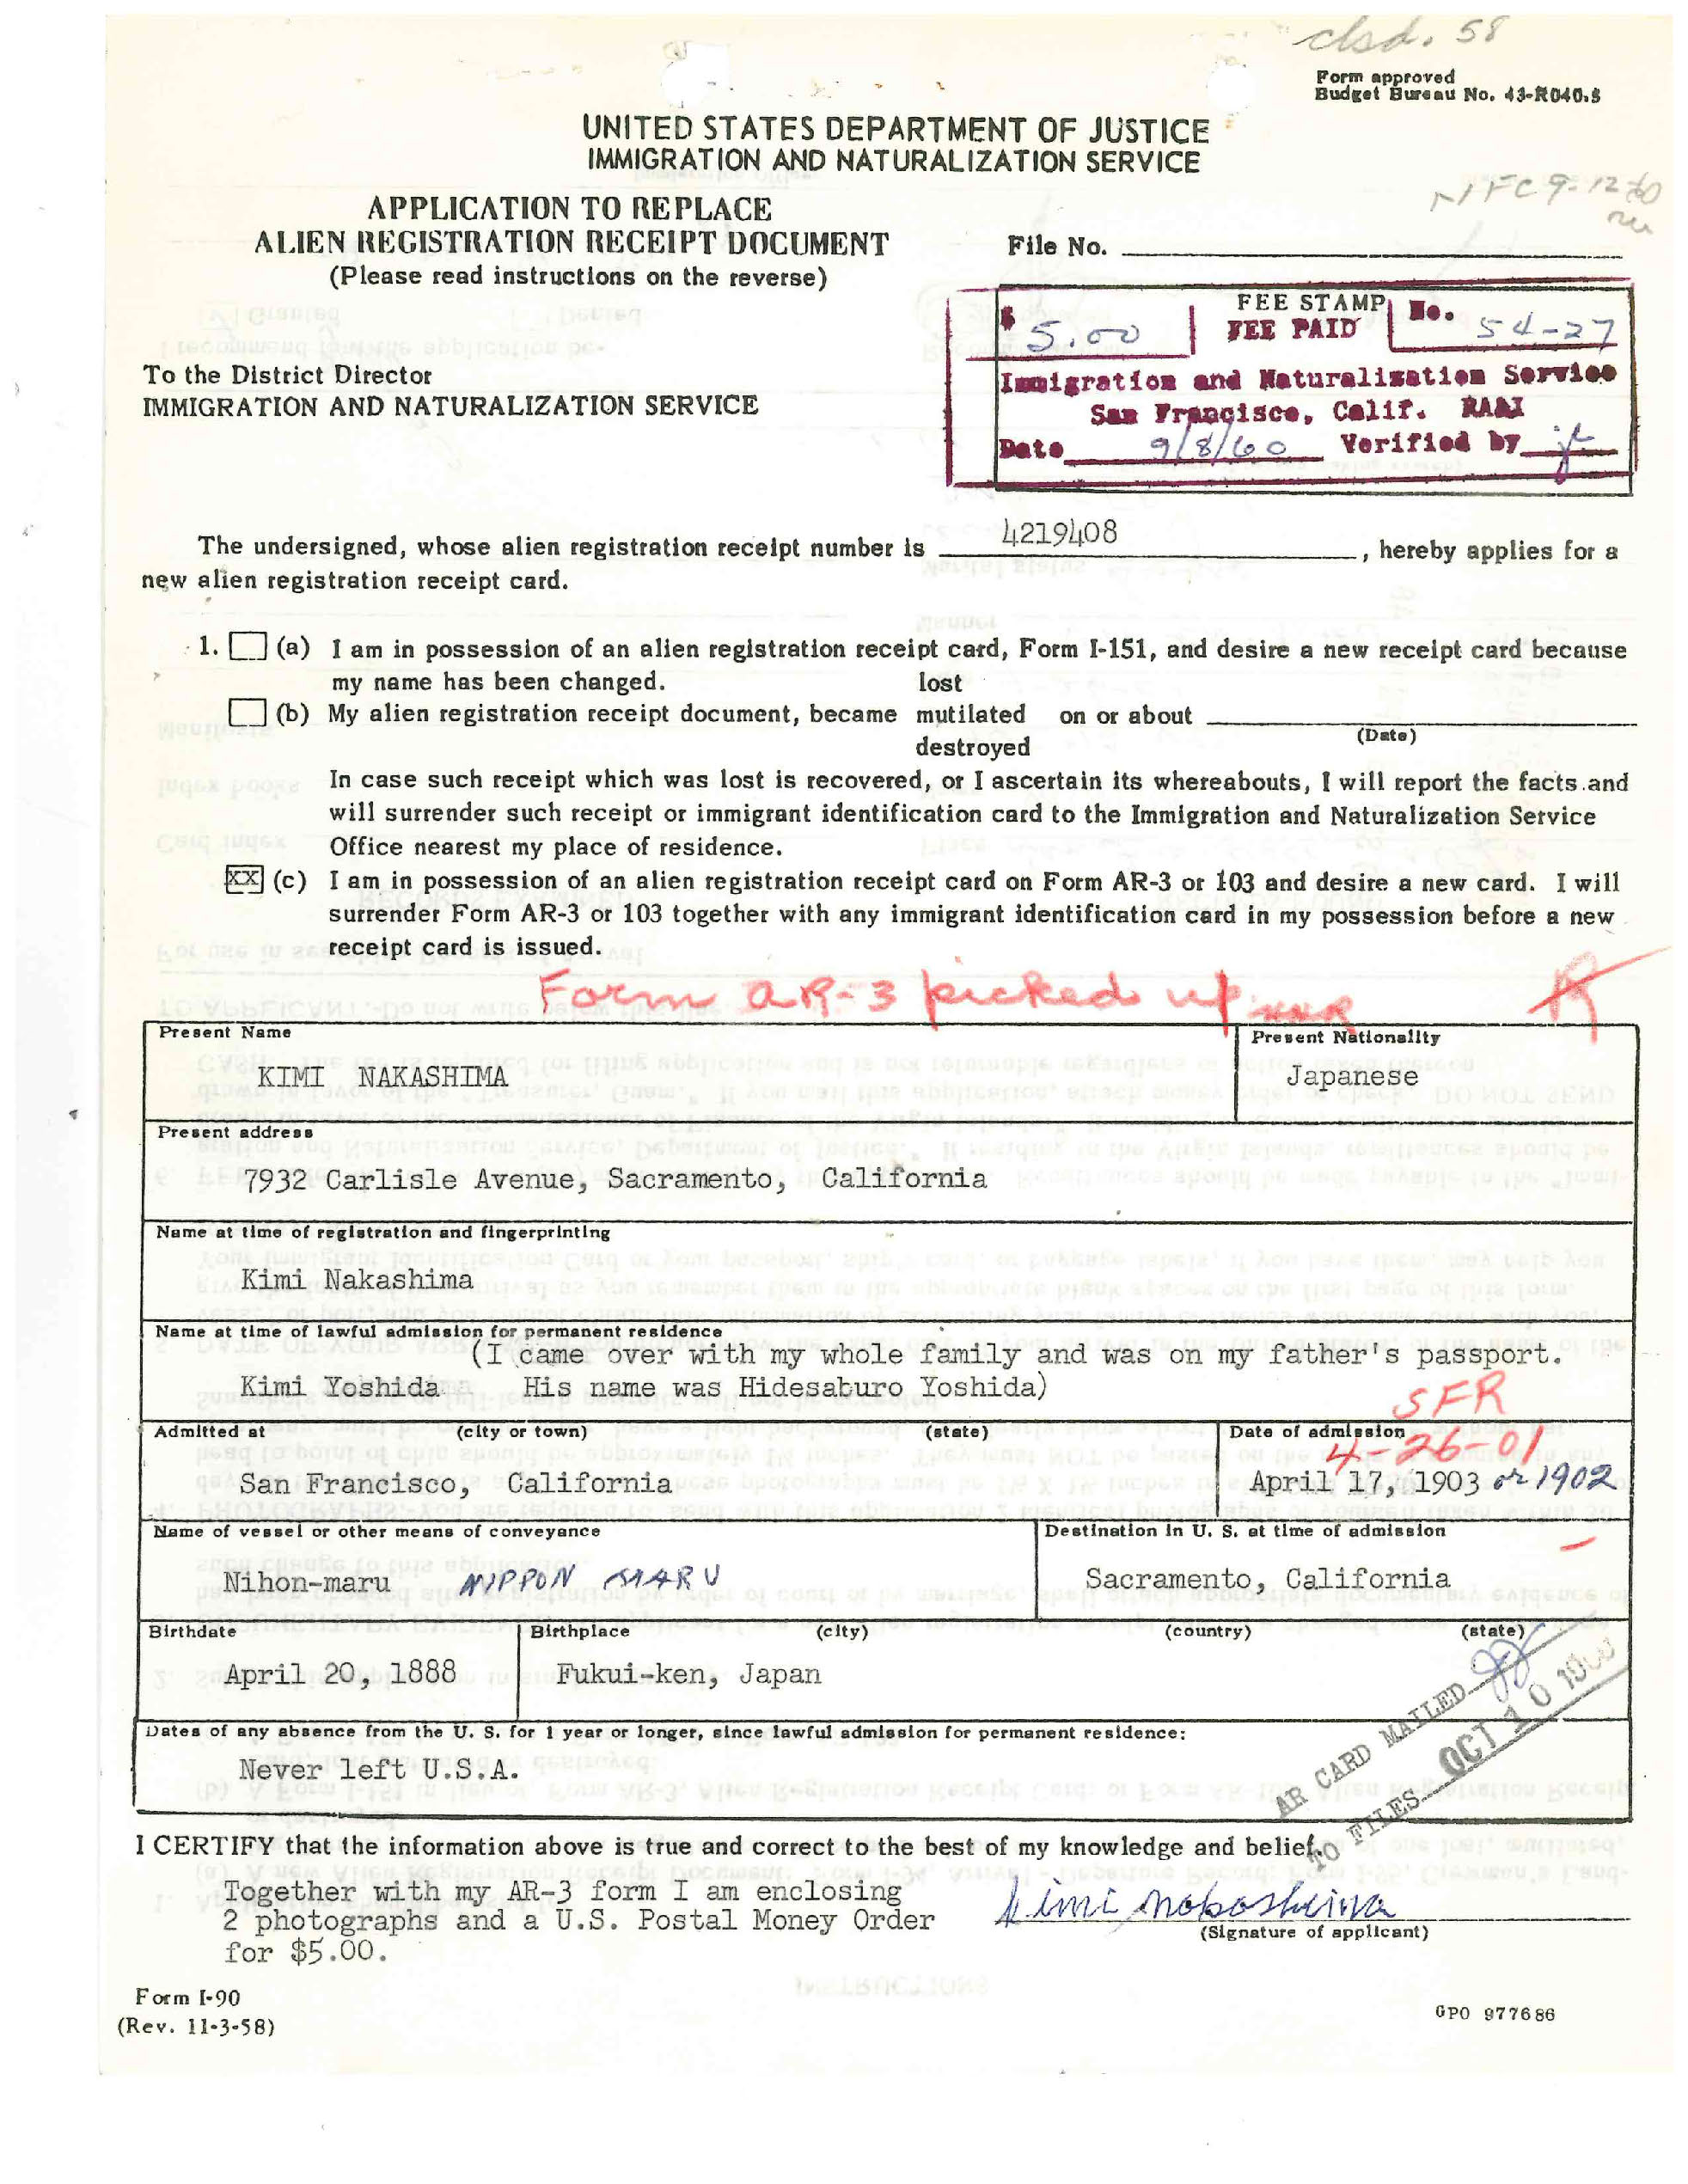 clsd. 58
Form approved
Budget Bureau No. 43-R040.5
UNITED STATES DEPARTMENT OF JUSTICE
IMMIGRATION AND NATURALIZATION SERVICE
NIFC 9-12-60
APPLICATION TO REPLACE
ALIEN REGISTRATION RECEIPT DOCUMENT
(Please read instructions on the reverse)
File No.
FEE STAMP
$ 5.00 FEE PAID No. 54-27
Immigration and Naturalization Service
San Francisco, Calif. RA&I
Date 9/8/60 Verified by
To the District Director
IMMIGRATION AND NATURALIZATION SERVICE
The undersigned, whose alien registration receipt number is 4219408, hereby applies for a
new alien registration receipt card.
1. (a) I am in possession of an alien registration receipt card, Form I-151, and desire a new receipt card because
my name has been changed.
lost
(b) My alien registration receipt document, became mutilated on or about
(Date)
destroyed
In case such receipt which was lost is recovered, or I ascertain its whereabouts, I will report the facts and
will surrender such receipt or immigrant identification card to the Immigration and Naturalization Service
Office nearest my place of residence.
XX (c) I am in possession of an alien registration receipt card on Form AR-3 or 103 and desire a new card. I will
surrender Form AR-3 or 103 together with any immigrant identification card in my possession before a new
receipt card is issued.
Form AR-3 picked up
Present Name
Present Nationality
KIMI NAKASHIMA
Japanese
Present address
7932 Carlisle Avenue, Sacramento, California
Name at time of registration and fingerprinting
Kimi Nakashima
Name at time of lawful admission for permanent residence
(I came over with my whole family and was on my father's passport.
Kimi Yoshida His name was Hidesaburo Yoshida)
SFR
Admitted at (city or town) (state) Date of admission
4-26-01
San Francisco, California April 17, 1903 or 1902
Name of vessel or other means of conveyance
Destination in U. S. at time of admission
Nihon-maru NIPPON MARU
Sacramento, California
Birthdate Birthplace (city) (country) (state)
April 20, 1888 Fukui-ken, Japan
Dates of any absence from the U. S. for 1 year or longer, since lawful admission for permanent residence:
Never left U.S.A.
AR CARD MAILED
TO FILES OCT 10 1960
I CERTIFY that the information above is true and correct to the best of my knowledge and belief.
Together with my AR-3 form I am enclosing
2 photographs and a U.S. Postal Money Order
for $5.00.
Kimi Nakashima
(Signature of applicant)
Form I-90
(Rev. 11-3-58)
GPO 977686